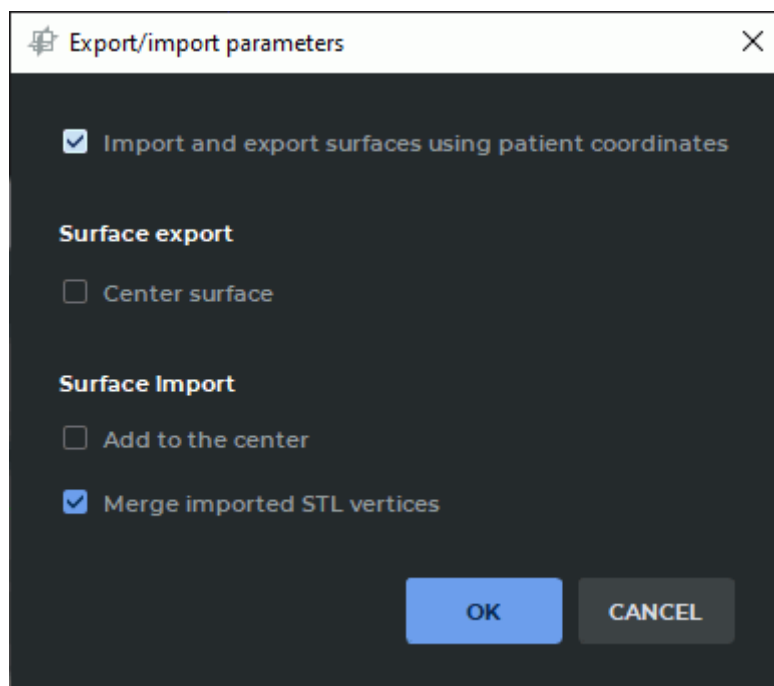 Export/import parameters
Import and export surfaces using patient coordinates
Surface export
Center surface
Surface Import
Add to the center
Merge imported STL vertices
OK CANCEL